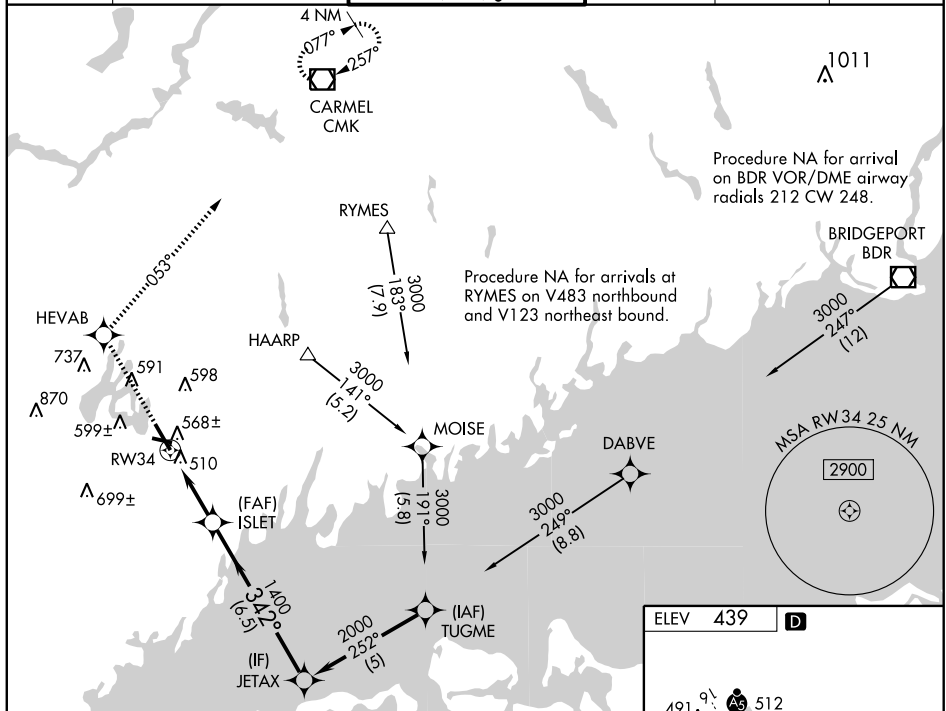 4 NM
077°
257°
CARMEL
CMK
1011
Procedure NA for arrival
on BDR VOR/DME airway
radials 212 CW 248.
BRIDGEPORT
BDR
3000
247°
(12)
RYMES
3000
183°
(7.9)
Procedure NA for arrivals at
RYMES on V483 northbound
and V123 northeast bound.
053°
HEVAB
HAARP
3000
141°
(5.2)
737
591
598
870
599±
568±
RW34
510
699±
MOISE
3000
191°
(5.8)
DABVE
3000
249°
(8.8)
MSA RW34 25 NM
2900
(FAF)
ISLET
1400
342°
(6.5)
(IAF)
TUGME
2000
252°
(5)
(IF)
JETAX
ELEV 439
D
491
A5
512